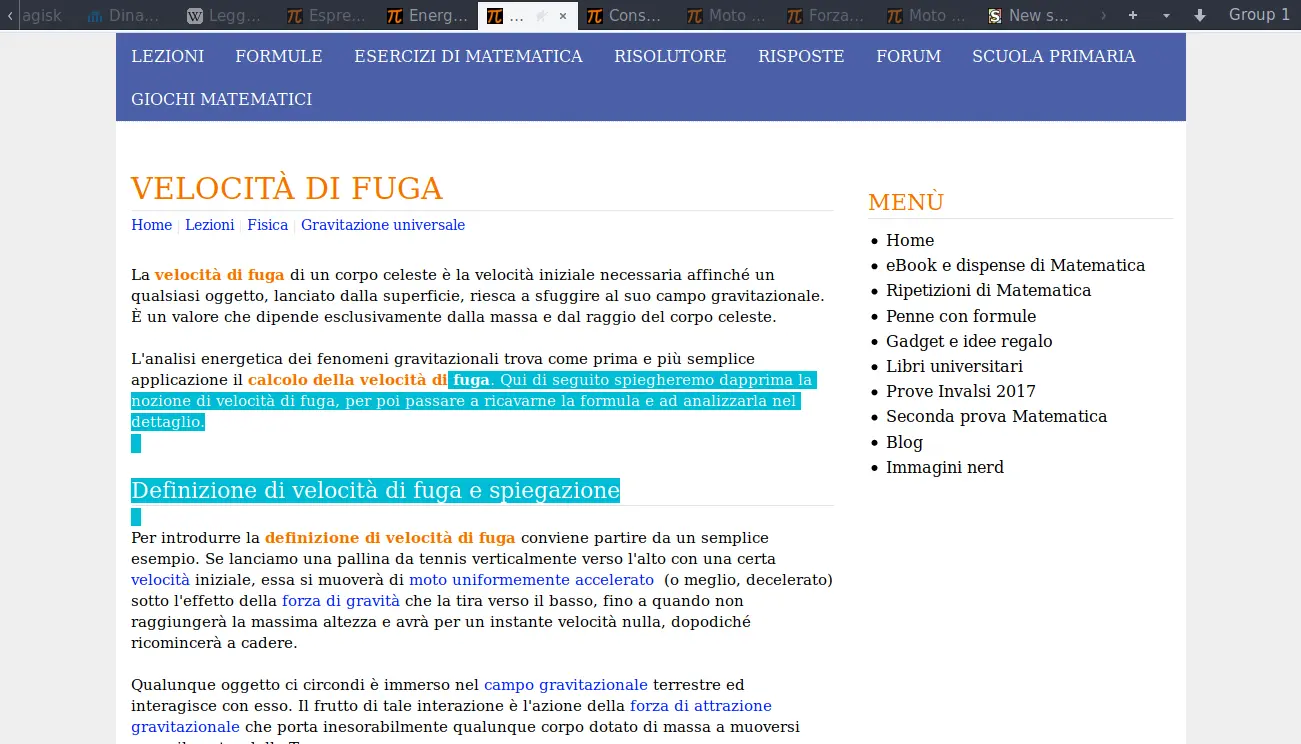 agisk Dina... W Legg... π Espre... π Energ... π ... × π Cons... π Moto ... π Forza... π Moto ... S New s... + Group 1
LEZIONI FORMULE ESERCIZI DI MATEMATICA RISOLUTORE RISPOSTE FORUM SCUOLA PRIMARIA
GIOCHI MATEMATICI
VELOCITÀ DI FUGA
Home | Lezioni | Fisica | Gravitazione universale
La velocità di fuga di un corpo celeste è la velocità iniziale necessaria affinché un
qualsiasi oggetto, lanciato dalla superficie, riesca a sfuggire al suo campo gravitazionale.
È un valore che dipende esclusivamente dalla massa e dal raggio del corpo celeste.
L'analisi energetica dei fenomeni gravitazionali trova come prima e più semplice
applicazione il calcolo della velocità di fuga. Qui di seguito spiegheremo dapprima la
nozione di velocità di fuga, per poi passare a ricavarne la formula e ad analizzarla nel
dettaglio.
Definizione di velocità di fuga e spiegazione
Per introdurre la definizione di velocità di fuga conviene partire da un semplice
esempio. Se lanciamo una pallina da tennis verticalmente verso l'alto con una certa
velocità iniziale, essa si muoverà di moto uniformemente accelerato (o meglio, decelerato)
sotto l'effetto della forza di gravità che la tira verso il basso, fino a quando non
raggiungerà la massima altezza e avrà per un instante velocità nulla, dopodiché
ricomincerà a cadere.
Qualunque oggetto ci circondi è immerso nel campo gravitazionale terrestre ed
interagisce con esso. Il frutto di tale interazione è l'azione della forza di attrazione
gravitazionale che porta inesorabilmente qualunque corpo dotato di massa a muoversi
MENÙ
Home
eBook e dispense di Matematica
Ripetizioni di Matematica
Penne con formule
Gadget e idee regalo
Libri universitari
Prove Invalsi 2017
Seconda prova Matematica
Blog
Immagini nerd